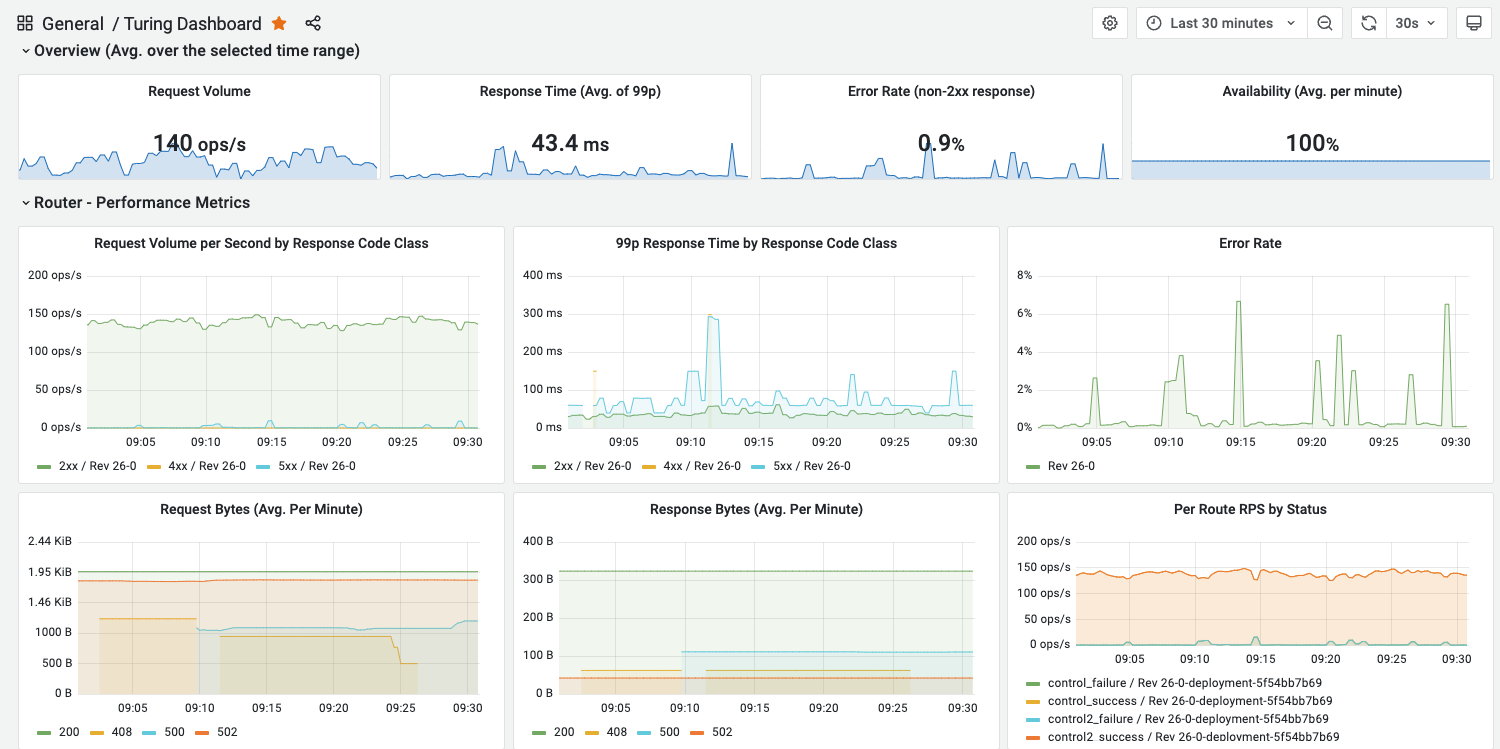 General / Turing Dashboard
Last 30 minutes
30s
Overview (Avg. over the selected time range)
Request Volume
140 ops/s
Response Time (Avg. of 99p)
43.4 ms
Error Rate (non-2xx response)
0.9%
Availability (Avg. per minute)
100%
Router - Performance Metrics
Request Volume per Second by Response Code Class
200 ops/s
150 ops/s
100 ops/s
50 ops/s
0 ops/s
09:05 09:10 09:15 09:20 09:25 09:30
2xx / Rev 26-0 4xx / Rev 26-0 5xx / Rev 26-0
99p Response Time by Response Code Class
400 ms
300 ms
200 ms
100 ms
0 ms
09:05 09:10 09:15 09:20 09:25 09:30
2xx / Rev 26-0 4xx / Rev 26-0 5xx / Rev 26-0
Error Rate
8%
6%
4%
2%
0%
09:05 09:10 09:15 09:20 09:25 09:30
Rev 26-0
Request Bytes (Avg. Per Minute)
2.44 KiB
1.95 KiB
1.46 KiB
1000 B
500 B
0 B
09:05 09:10 09:15 09:20 09:25 09:30
200 408 500 502
Response Bytes (Avg. Per Minute)
400 B
300 B
200 B
100 B
0 B
09:05 09:10 09:15 09:20 09:25 09:30
200 408 500 502
Per Route RPS by Status
200 ops/s
150 ops/s
100 ops/s
50 ops/s
0 ops/s
09:05 09:10 09:15 09:20 09:25 09:30
control_failure / Rev 26-0-deployment-5f54bb7b69
control_success / Rev 26-0-deployment-5f54bb7b69
control2_failure / Rev 26-0-deployment-5f54bb7b69
control2_success / Rev 26-0-deployment-5f54bb7b69